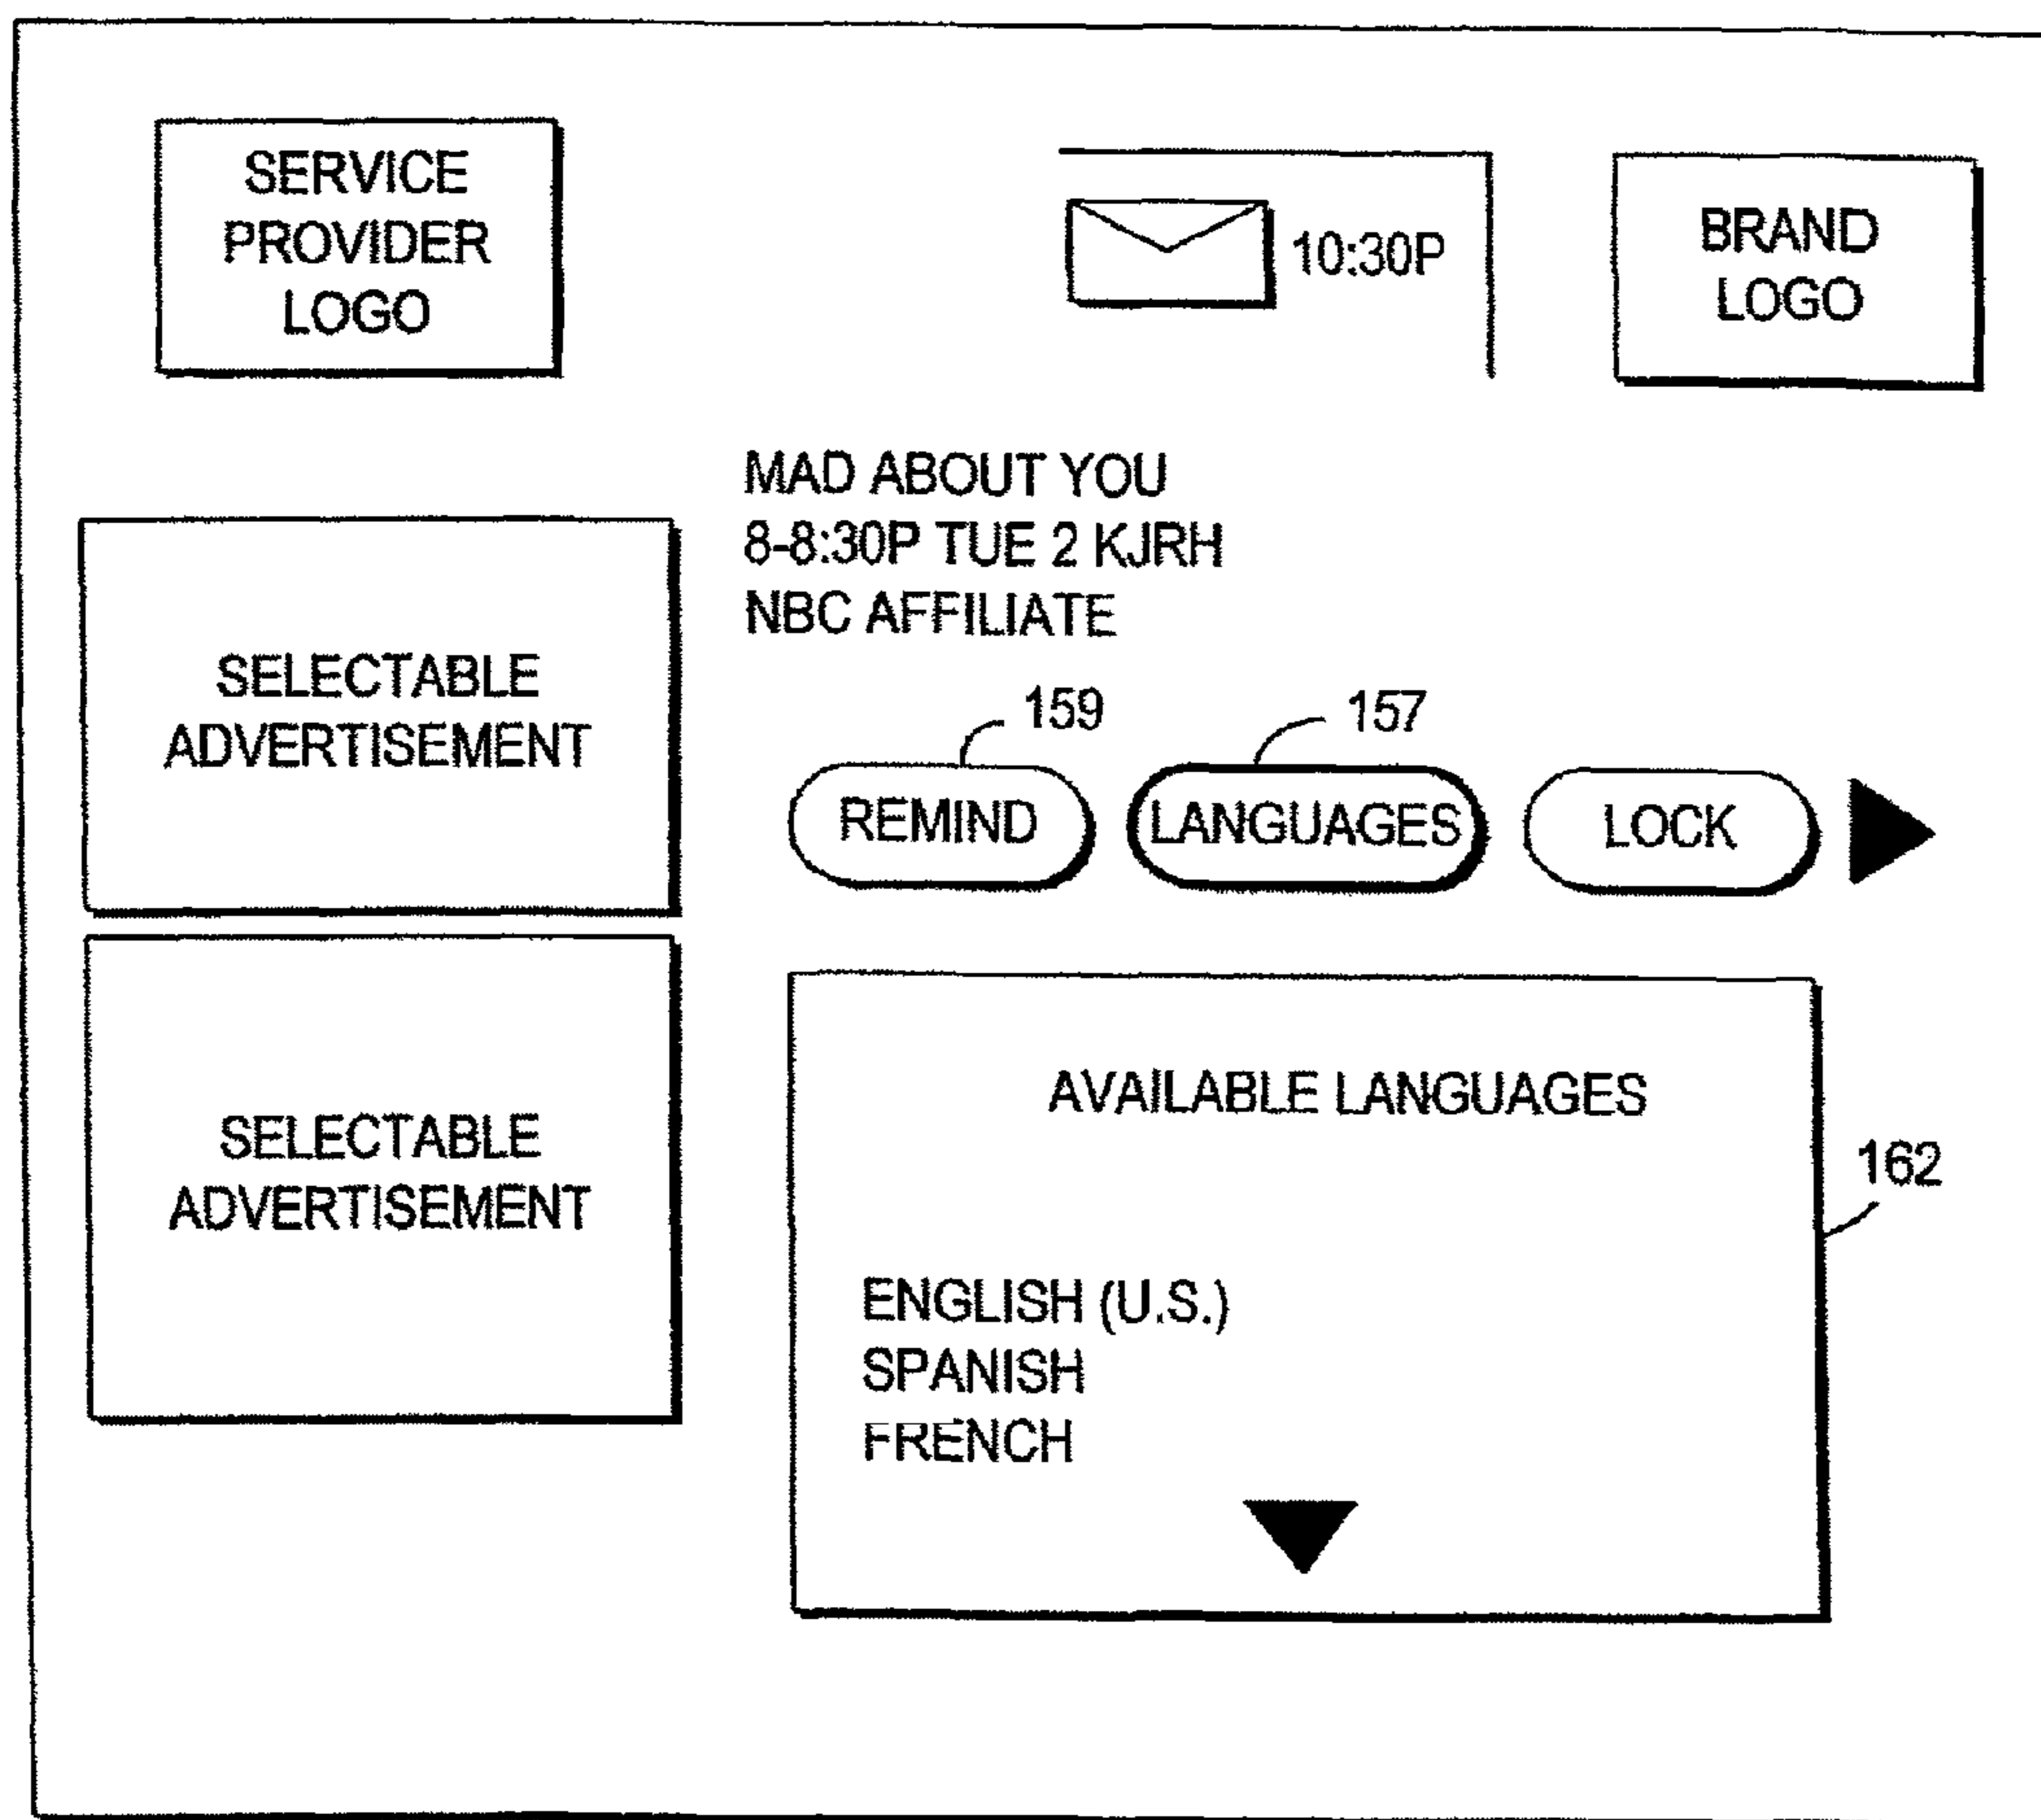 SERVICE
PROVIDER
LOGO
10:30P
BRAND
LOGO
MAD ABOUT YOU
8-8:30P TUE 2 KJRH
NBC AFFILIATE
SELECTABLE
ADVERTISEMENT
159
157
REMIND
LANGUAGES
LOCK
SELECTABLE
ADVERTISEMENT
AVAILABLE LANGUAGES
162
ENGLISH (U.S.)
SPANISH
FRENCH